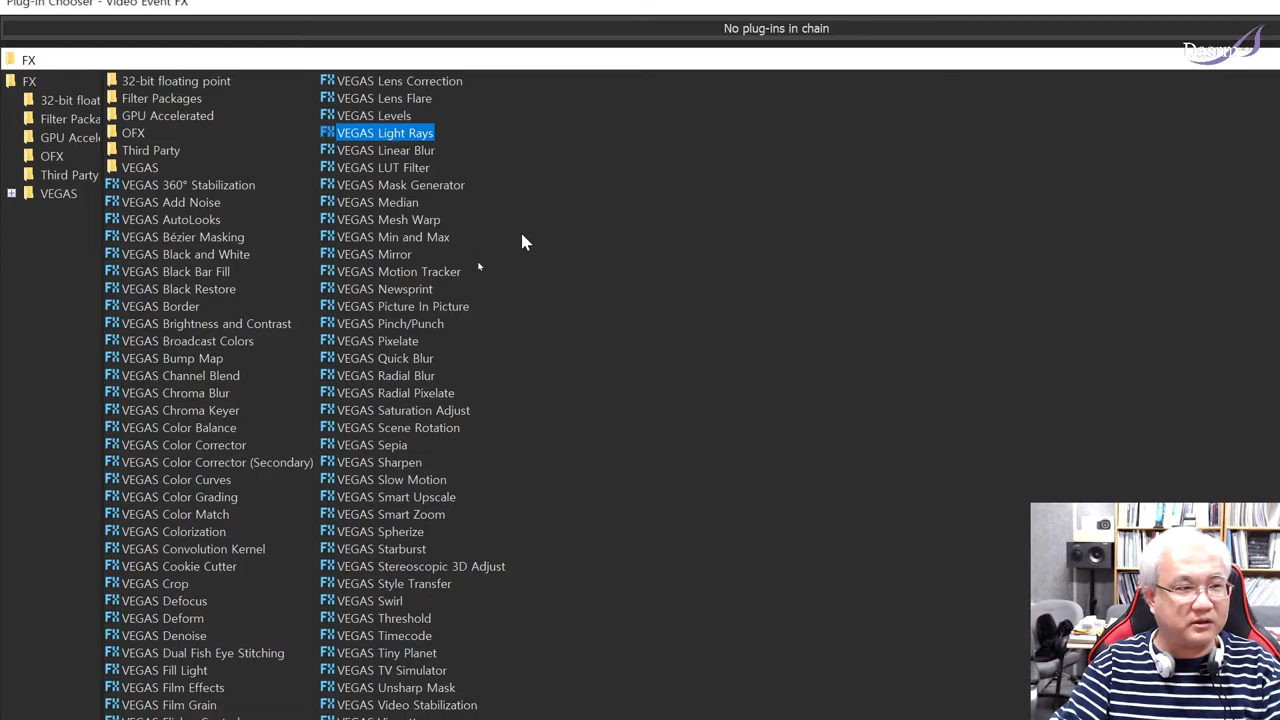 Plug-In Chooser - Video Event FX
No plug-ins in chain
FX
FX
32-bit float
Filter Packa
GPU Accele
OFX
Third Party
VEGAS
32-bit floating point
Filter Packages
GPU Accelerated
OFX
Third Party
VEGAS
VEGAS 360° Stabilization
VEGAS Add Noise
VEGAS AutoLooks
VEGAS Bézier Masking
VEGAS Black and White
VEGAS Black Bar Fill
VEGAS Black Restore
VEGAS Border
VEGAS Brightness and Contrast
VEGAS Broadcast Colors
VEGAS Bump Map
VEGAS Channel Blend
VEGAS Chroma Blur
VEGAS Chroma Keyer
VEGAS Color Balance
VEGAS Color Corrector
VEGAS Color Corrector (Secondary)
VEGAS Color Curves
VEGAS Color Grading
VEGAS Color Match
VEGAS Colorization
VEGAS Convolution Kernel
VEGAS Cookie Cutter
VEGAS Crop
VEGAS Defocus
VEGAS Deform
VEGAS Denoise
VEGAS Dual Fish Eye Stitching
VEGAS Fill Light
VEGAS Film Effects
VEGAS Film Grain
VEGAS Lens Correction
VEGAS Lens Flare
VEGAS Levels
VEGAS Light Rays
VEGAS Linear Blur
VEGAS LUT Filter
VEGAS Mask Generator
VEGAS Median
VEGAS Mesh Warp
VEGAS Min and Max
VEGAS Mirror
VEGAS Motion Tracker
VEGAS Newsprint
VEGAS Picture In Picture
VEGAS Pinch/Punch
VEGAS Pixelate
VEGAS Quick Blur
VEGAS Radial Blur
VEGAS Radial Pixelate
VEGAS Saturation Adjust
VEGAS Scene Rotation
VEGAS Sepia
VEGAS Sharpen
VEGAS Slow Motion
VEGAS Smart Upscale
VEGAS Smart Zoom
VEGAS Spherize
VEGAS Starburst
VEGAS Stereoscopic 3D Adjust
VEGAS Style Transfer
VEGAS Swirl
VEGAS Threshold
VEGAS Timecode
VEGAS Tiny Planet
VEGAS TV Simulator
VEGAS Unsharp Mask
VEGAS Video Stabilization